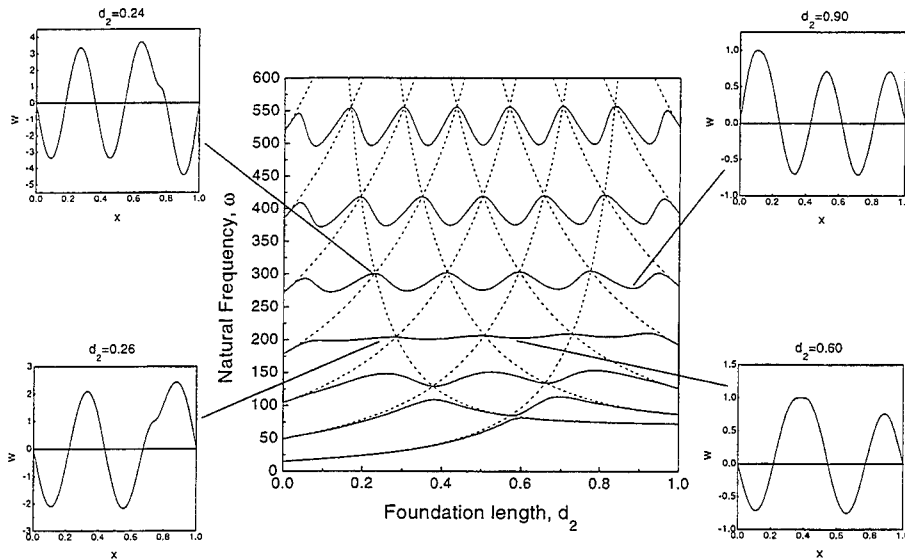 d2=0.24
4
3
2
1
0
-1
-2
-3
-4
-5
w
0.0 0.2 0.4 0.6 0.8 1.0
x
d2=0.90
1.0
0.5
0.0
-0.5
-1.0
w
0.0 0.2 0.4 0.6 0.8 1.0
x
600
550
500
450
400
350
300
250
200
150
100
50
0
Natural Frequency, ω
0.0 0.2 0.4 0.6 0.8 1.0
Foundation length, d2
d2=0.26
3
2
1
0
-1
-2
-3
w
0.0 0.2 0.4 0.6 0.8 1.0
x
d2=0.60
1.5
1.0
0.5
0.0
-0.5
-1.0
w
0.0 0.2 0.4 0.6 0.8 1.0
x